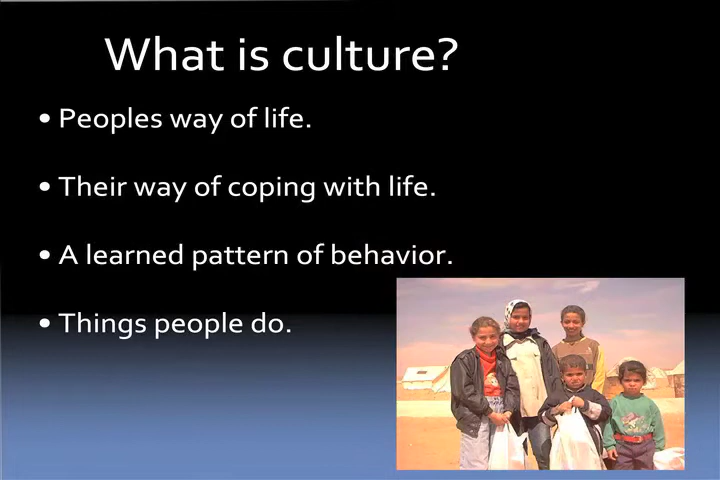 What is culture?
• Peoples way of life.
• Their way of coping with life.
• A learned pattern of behavior.
• Things people do.